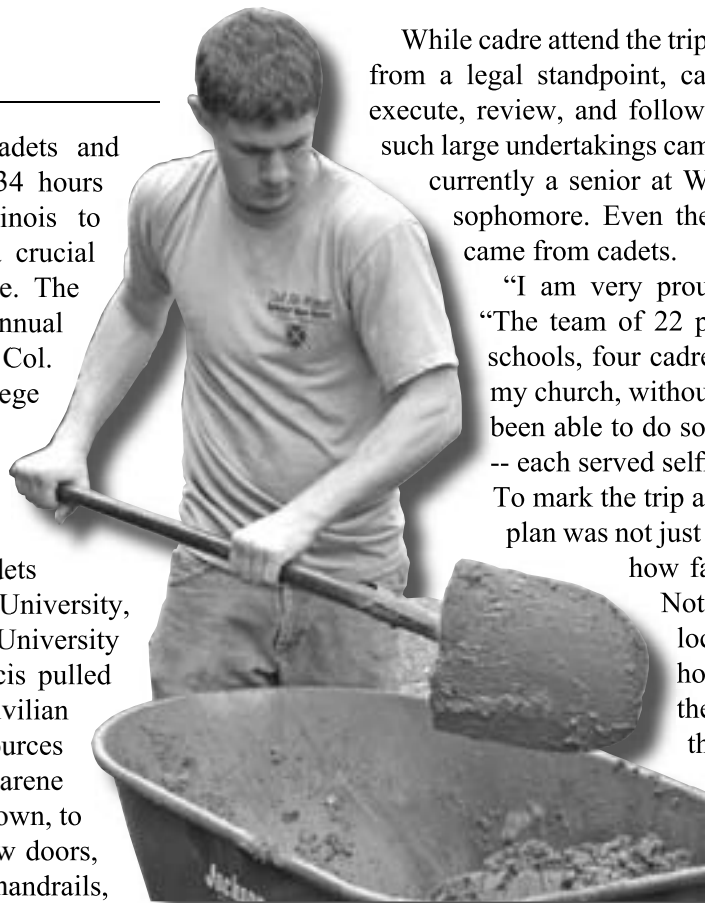 adets and
34 hours
inois to
crucial
e. The
nnual
Col.
ege
lets
University,
University
cis pulled
vilian
ources
arene
own, to
w doors,
handrails,
While cadre attend the trip
from a legal standpoint, ca
execute, review, and follow
such large undertakings cam
currently a senior at W
sophomore. Even the
came from cadets.
“I am very prou
“The team of 22 p
schools, four cadre
my church, withou
been able to do so
-- each served self
To mark the trip a
plan was not just
how fa
Not
loc
ho
the
th
Jackson